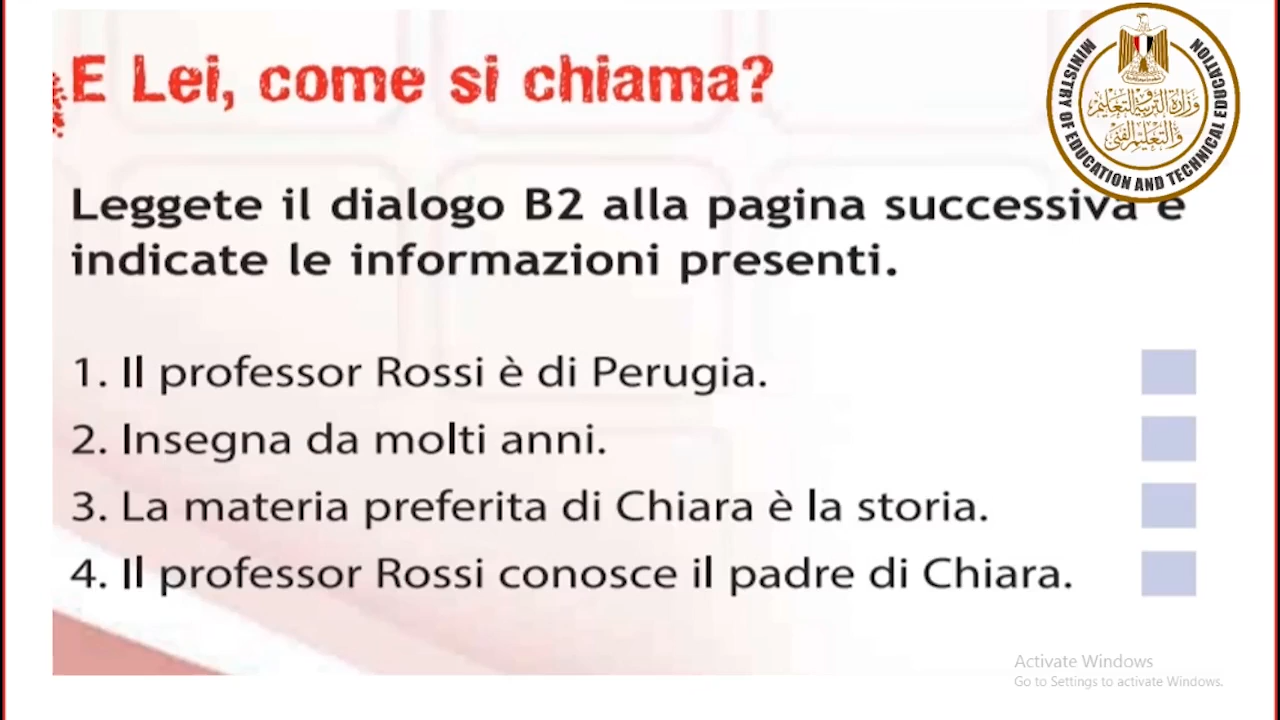 E Lei, come si chiama?
MINISTRY OF EDUCATION AND TECHNICAL EDUCATION
وزارة التربية والتعليم
والتعليم الفني
Leggete il dialogo B2 alla pagina successiva e
indicate le informazioni presenti.
1. Il professor Rossi è di Perugia.
2. Insegna da molti anni.
3. La materia preferita di Chiara è la storia.
4. Il professor Rossi conosce il padre di Chiara.
Activate Windows
Go to Settings to activate Windows.